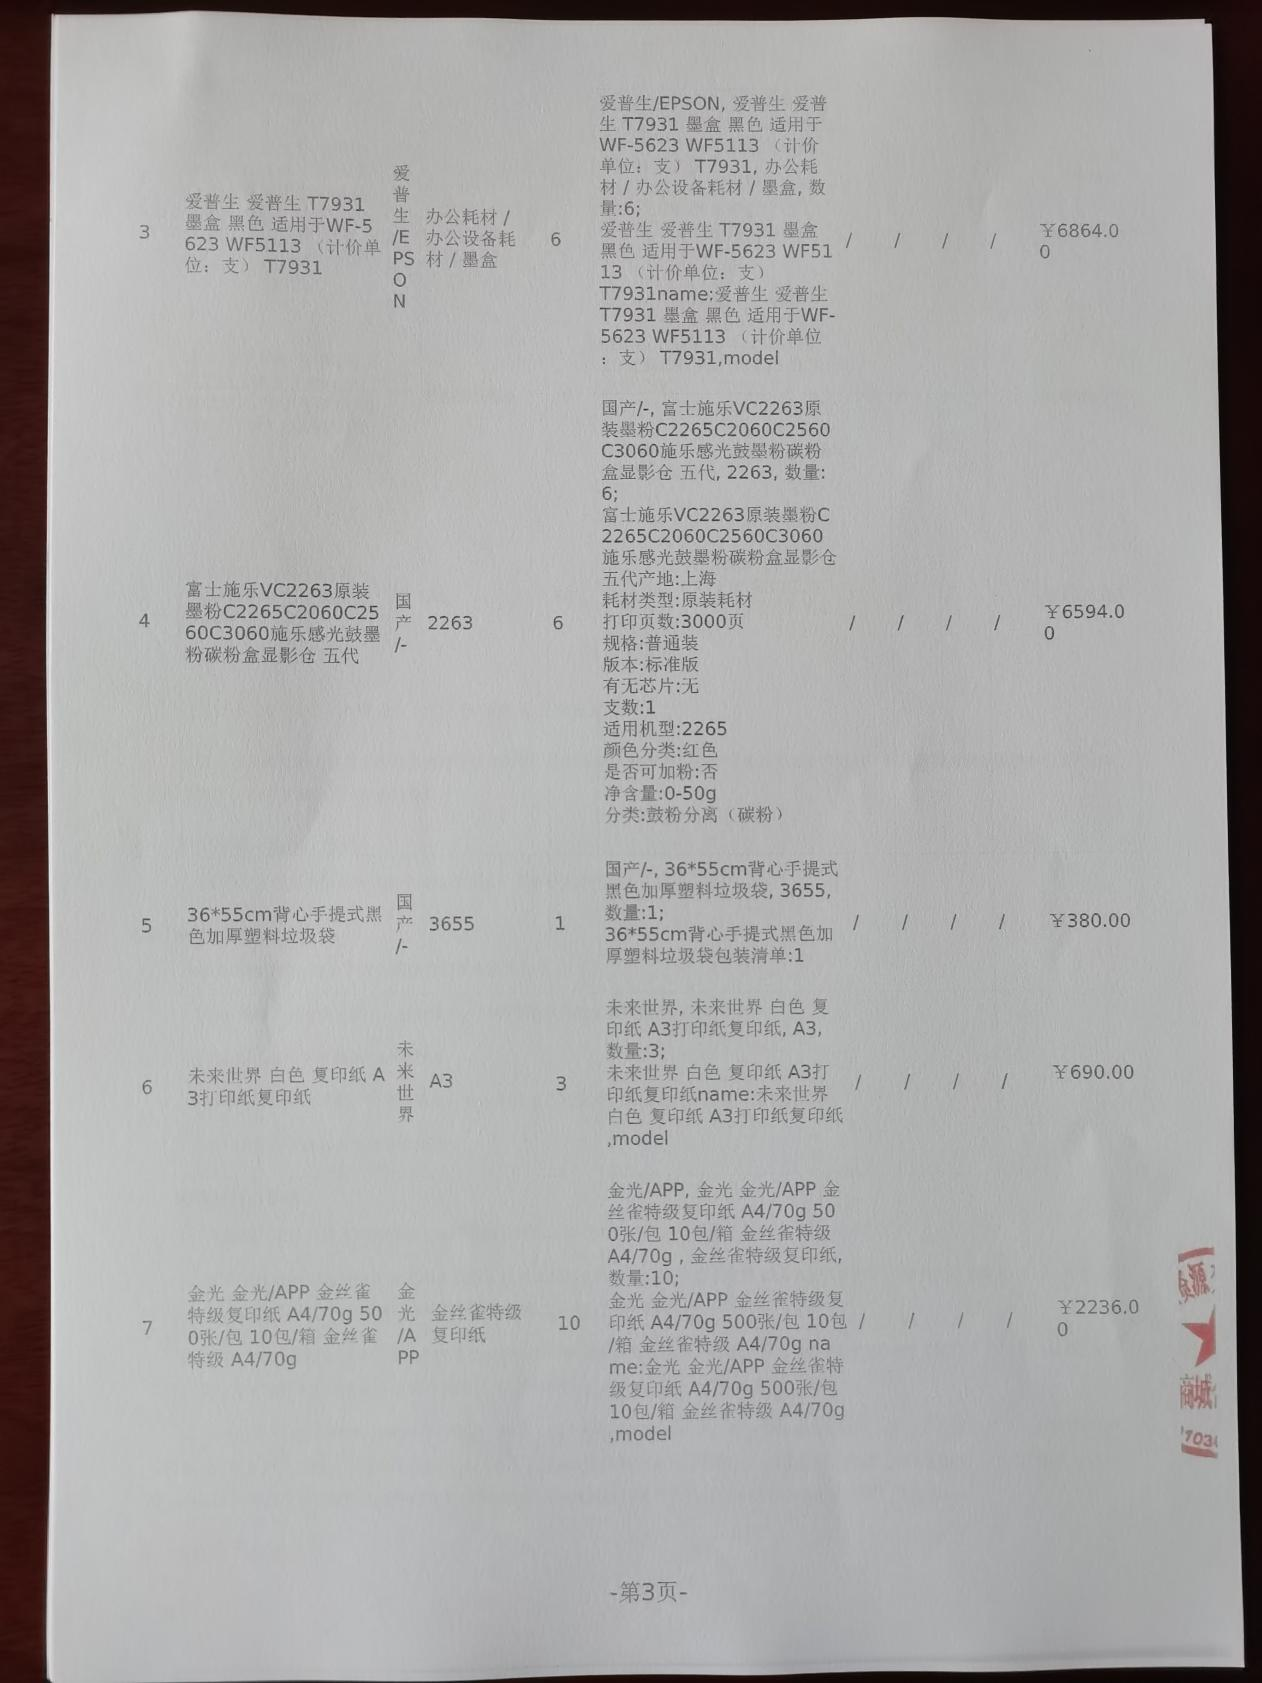 3
爱普生 爱普生 T7931
墨盒 黑色 适用于WF-5
623 WF5113 （计价单
位：支） T7931
爱
普
生
/E
PS
O
N
办公耗材 /
办公设备耗
材 / 墨盒
6
爱普生/EPSON, 爱普生 爱普
生 T7931 墨盒 黑色 适用于
WF-5623 WF5113 （计价
单位：支） T7931, 办公耗
材 / 办公设备耗材 / 墨盒, 数
量:6;
爱普生 爱普生 T7931 墨盒
黑色 适用于WF-5623 WF51
13 （计价单位：支）
T7931name:爱普生 爱普生
T7931 墨盒 黑色 适用于WF-
5623 WF5113 （计价单位
：支） T7931,model
/ / / /
￥6864.0
0
4
富士施乐VC2263原装
墨粉C2265C2060C25
60C3060施乐感光鼓墨
粉碳粉盒显影仓 五代
国
产
/-
2263
6
国产/-, 富士施乐VC2263原
装墨粉C2265C2060C2560
C3060施乐感光鼓墨粉碳粉
盒显影仓 五代, 2263, 数量:
6;
富士施乐VC2263原装墨粉C
2265C2060C2560C3060
施乐感光鼓墨粉碳粉盒显影仓
五代产地:上海
耗材类型:原装耗材
打印页数:3000页
规格:普通装
版本:标准版
有无芯片:无
支数:1
适用机型:2265
颜色分类:红色
是否可加粉:否
净含量:0-50g
分类:鼓粉分离（碳粉）
/ / / /
￥6594.0
0
5
36*55cm背心手提式黑
色加厚塑料垃圾袋
国
产
/-
3655
1
国产/-, 36*55cm背心手提式
黑色加厚塑料垃圾袋, 3655,
数量:1;
36*55cm背心手提式黑色加
厚塑料垃圾袋包装清单:1
/ / / /
￥380.00
6
未来世界 白色 复印纸 A
3打印纸复印纸
未
来
世
界
A3
3
未来世界, 未来世界 白色 复
印纸 A3打印纸复印纸, A3,
数量:3;
未来世界 白色 复印纸 A3打
印纸复印纸name:未来世界
白色 复印纸 A3打印纸复印纸
,model
/ / / /
￥690.00
7
金光 金光/APP 金丝雀
特级复印纸 A4/70g 50
0张/包 10包/箱 金丝雀
特级 A4/70g
金
光
/A
PP
金丝雀特级
复印纸
10
金光/APP, 金光 金光/APP 金
丝雀特级复印纸 A4/70g 50
0张/包 10包/箱 金丝雀特级
A4/70g , 金丝雀特级复印纸,
数量:10;
金光 金光/APP 金丝雀特级复
印纸 A4/70g 500张/包 10包
/箱 金丝雀特级 A4/70g na
me:金光 金光/APP 金丝雀特
级复印纸 A4/70g 500张/包
10包/箱 金丝雀特级 A4/70g
,model
/ / / /
￥2236.0
0
商城
1103
-第3页-